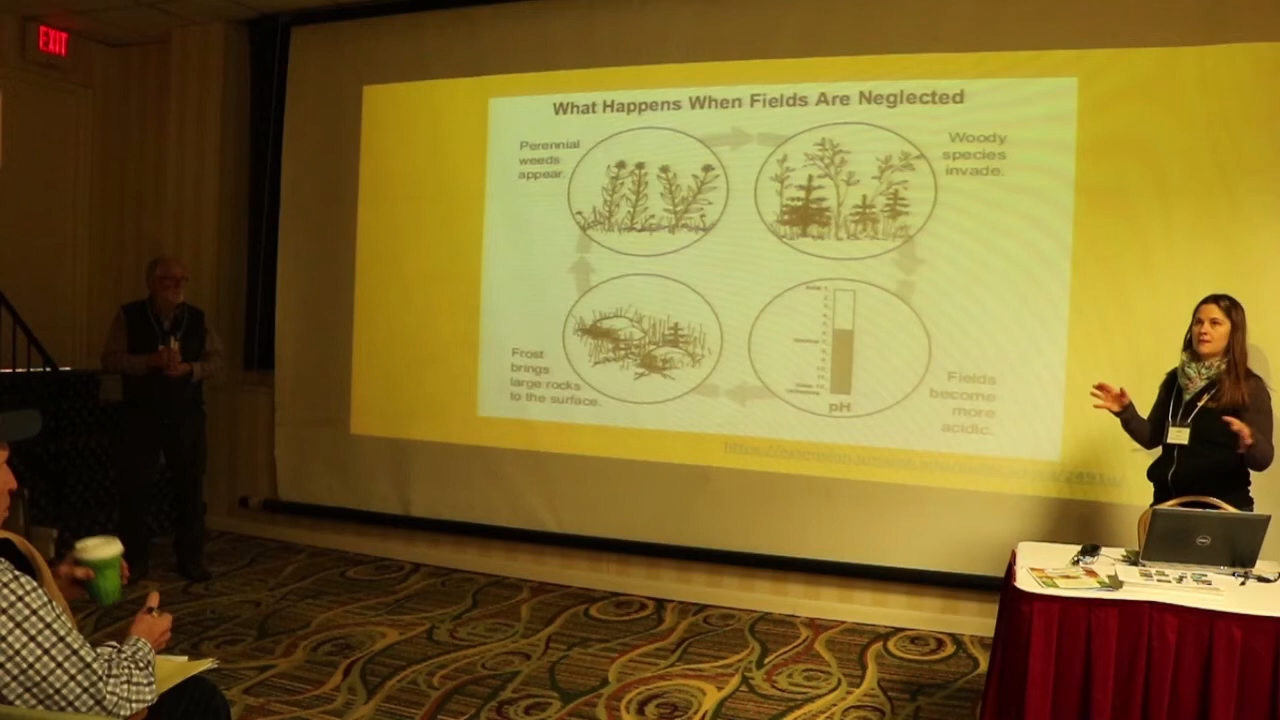 EXIT
What Happens When Fields Are Neglected
Perennial
weeds
appear.
Woody
species
invade.
Frost
brings
large rocks
to the surface.
pH
Fields
become
more
acidic.
DELL